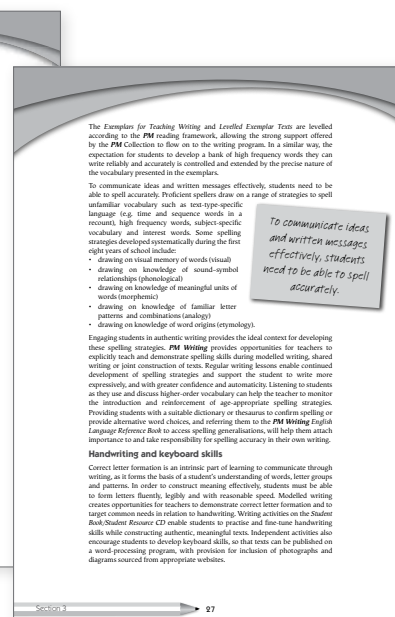 The Exemplars for Teaching Writing and Levelled Exemplar Texts are levelled
according to the PM reading framework, allowing the strong support offered
by the PM Collection to flow on to the writing program. In a similar way, the
expectation for students to develop a bank of high frequency words they can
write reliably and accurately is controlled and extended by the precise nature of
the vocabulary presented in the exemplars.
To communicate ideas and written messages effectively, students need to be
able to spell accurately. Proficient spellers draw on a range of strategies to spell
unfamiliar vocabulary such as text-type-specific
language (e.g. time and sequence words in a
recount), high frequency words, subject-specific
vocabulary and interest words. Some spelling
strategies developed systematically during the first
eight years of school include:
• drawing on visual memory of words (visual)
• drawing on knowledge of sound–symbol
relationships (phonological)
• drawing on knowledge of meaningful units of
words (morphemic)
• drawing on knowledge of familiar letter
patterns and combinations (analogy)
• drawing on knowledge of word origins (etymology).
To communicate ideas
and written messages
effectively, students
need to be able to spell
accurately.
Engaging students in authentic writing provides the ideal context for developing
these spelling strategies. PM Writing provides opportunities for teachers to
explicitly teach and demonstrate spelling skills during modelled writing, shared
writing or joint construction of texts. Regular writing lessons enable continued
development of spelling strategies and support the student to write more
expressively, and with greater confidence and automaticity. Listening to students
as they use and discuss higher-order vocabulary can help the teacher to monitor
the introduction and reinforcement of age-appropriate spelling strategies.
Providing students with a suitable dictionary or thesaurus to confirm spelling or
provide alternative word choices, and referring them to the PM Writing English
Language Reference Book to access spelling generalisations, will help them attach
importance to and take responsibility for spelling accuracy in their own writing.
Handwriting and keyboard skills
Correct letter formation is an intrinsic part of learning to communicate through
writing, as it forms the basis of a student's understanding of words, letter groups
and patterns. In order to construct meaning effectively, students must be able
to form letters fluently, legibly and with reasonable speed. Modelled writing
creates opportunities for teachers to demonstrate correct letter formation and to
target common needs in relation to handwriting. Writing activities on the Student
Book/Student Resource CD enable students to practise and fine-tune handwriting
skills while constructing authentic, meaningful texts. Independent activities also
encourage students to develop keyboard skills, so that texts can be published on
a word-processing program, with provision for inclusion of photographs and
diagrams sourced from appropriate websites.
Section 3
27